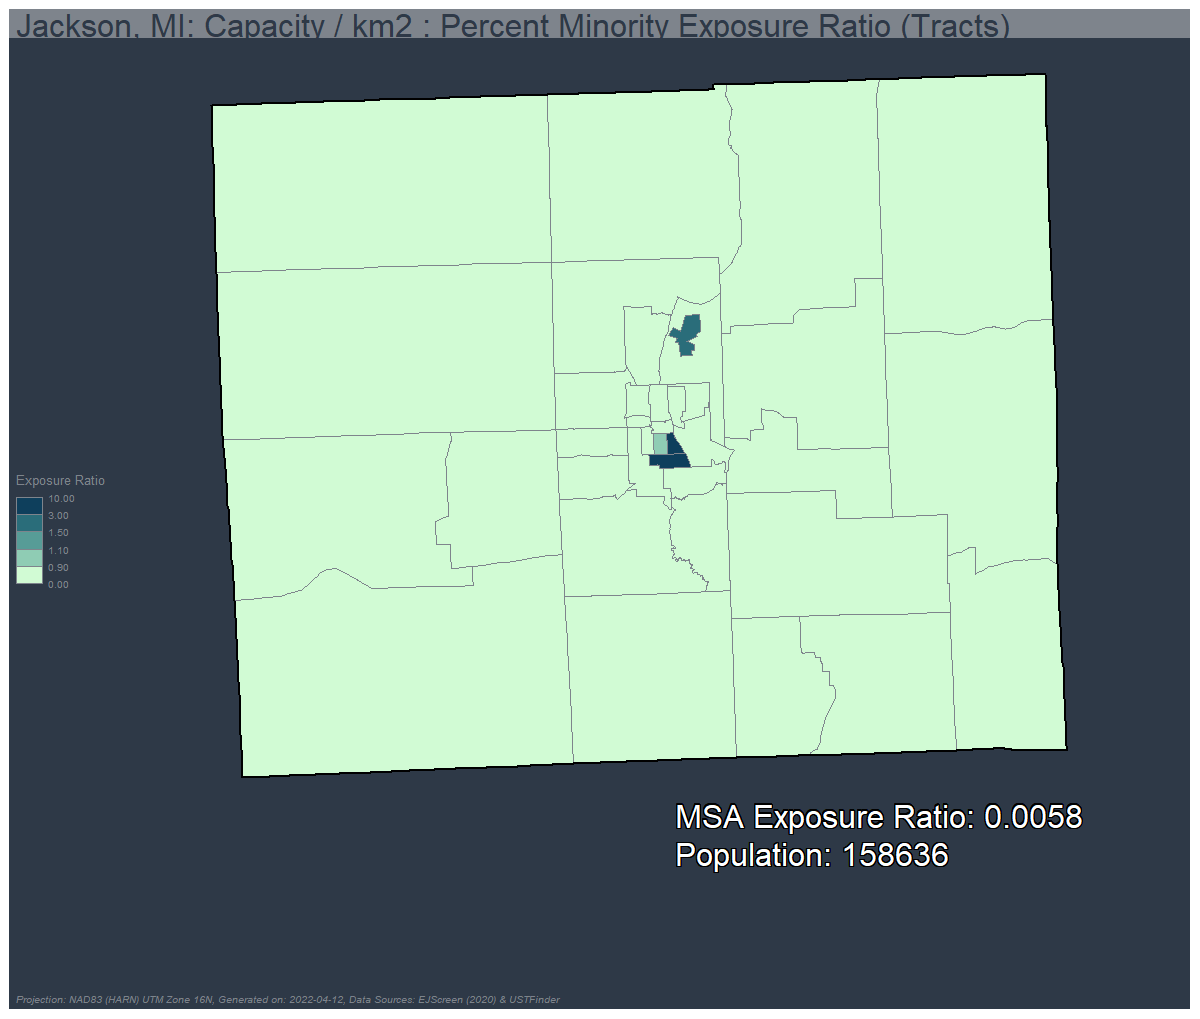 Jackson, MI: Capacity / km2 : Percent Minority Exposure Ratio (Tracts)
Exposure Ratio
10.00
3.00
1.50
1.10
0.90
0.00
MSA Exposure Ratio: 0.0058
Population: 158636
Projection: NAD83 (HARN) UTM Zone 16N, Generated on: 2022-04-12, Data Sources: EJScreen (2020) & USTFinder